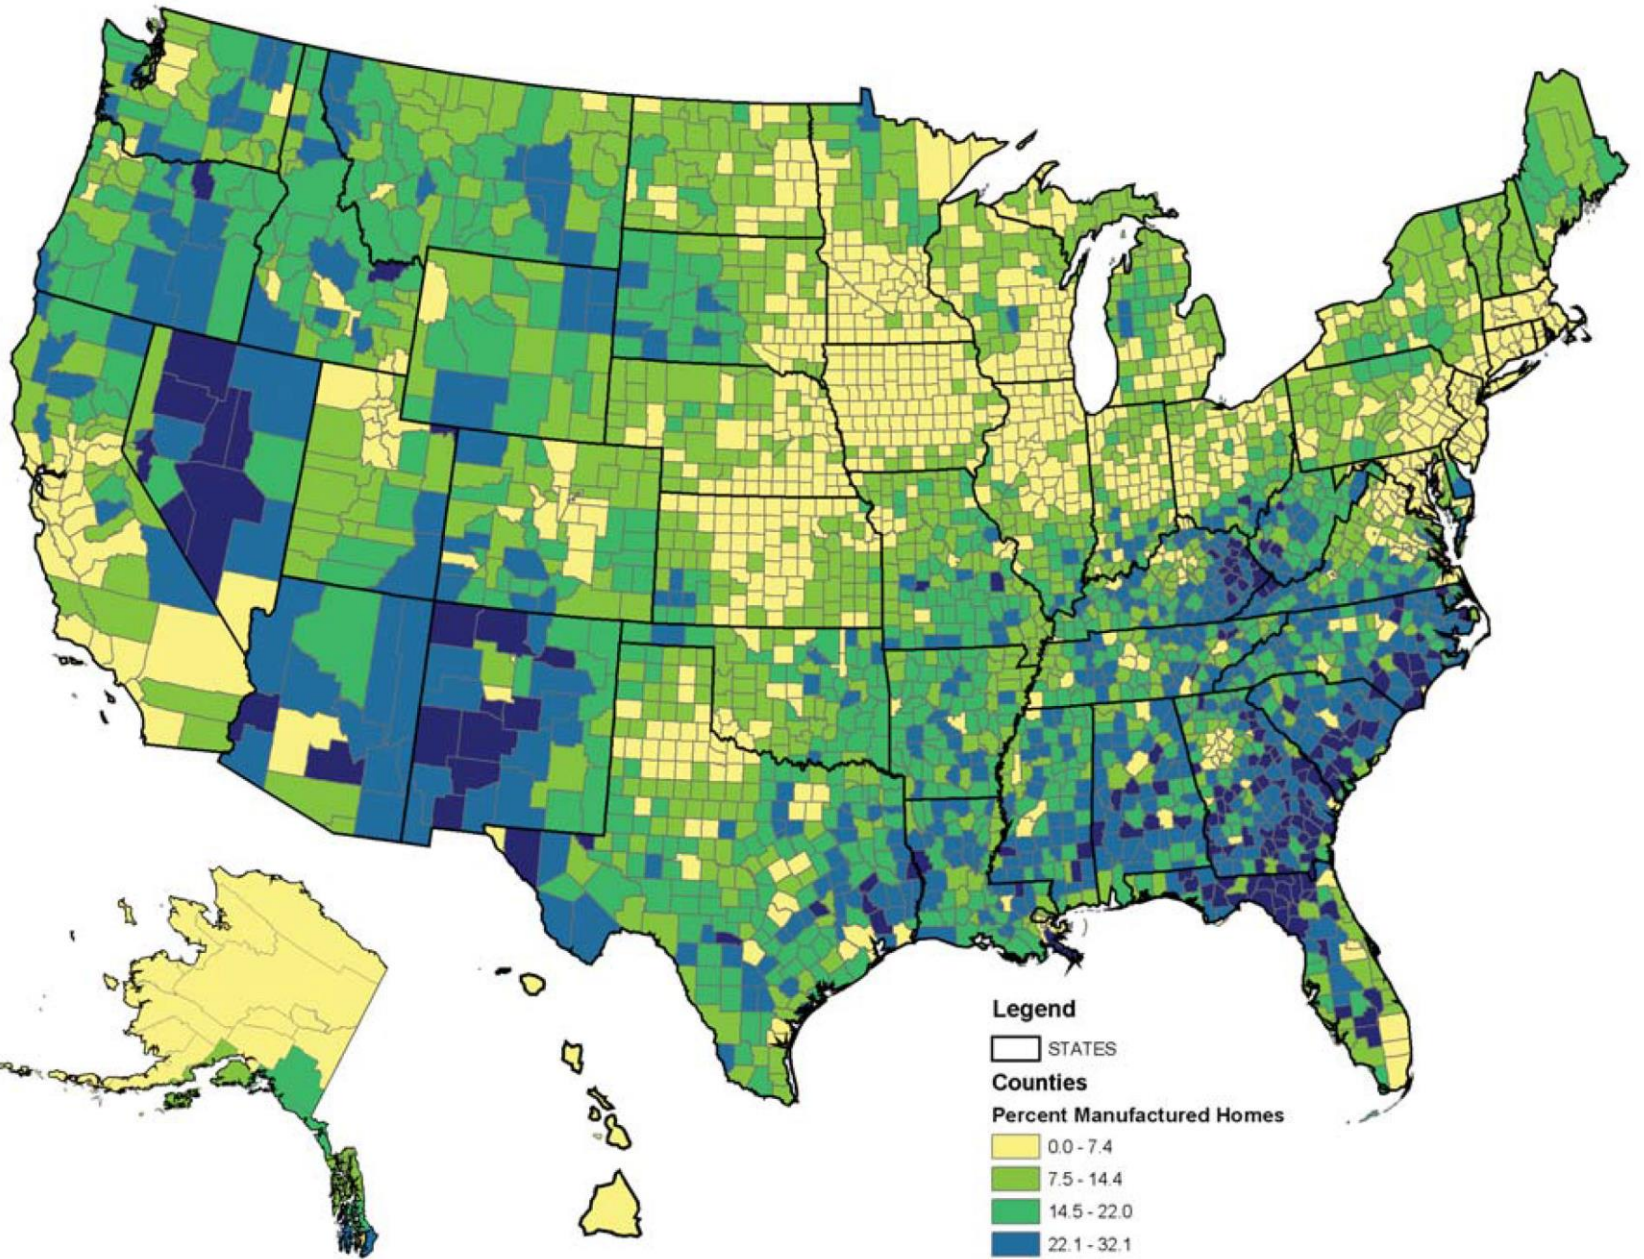 Legend
STATES
Counties
Percent Manufactured Homes
0.0 - 7.4
7.5 - 14.4
14.5 - 22.0
22.1 - 32.1